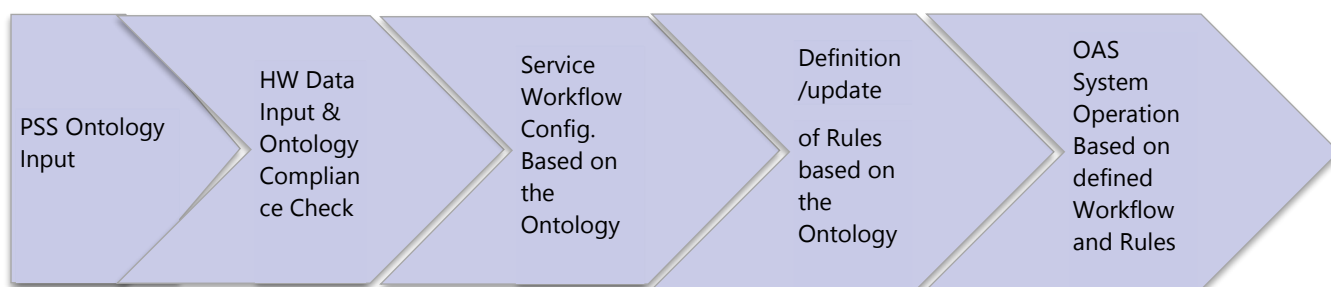 PSS Ontology
Input
HW Data
Input &
Ontology
Complian
ce Check
Service
Workflow
Config.
Based on
the
Ontology
Definition
/update
of Rules
based on
the
Ontology
OAS
System
Operation
Based on
defined
Workflow
and Rules